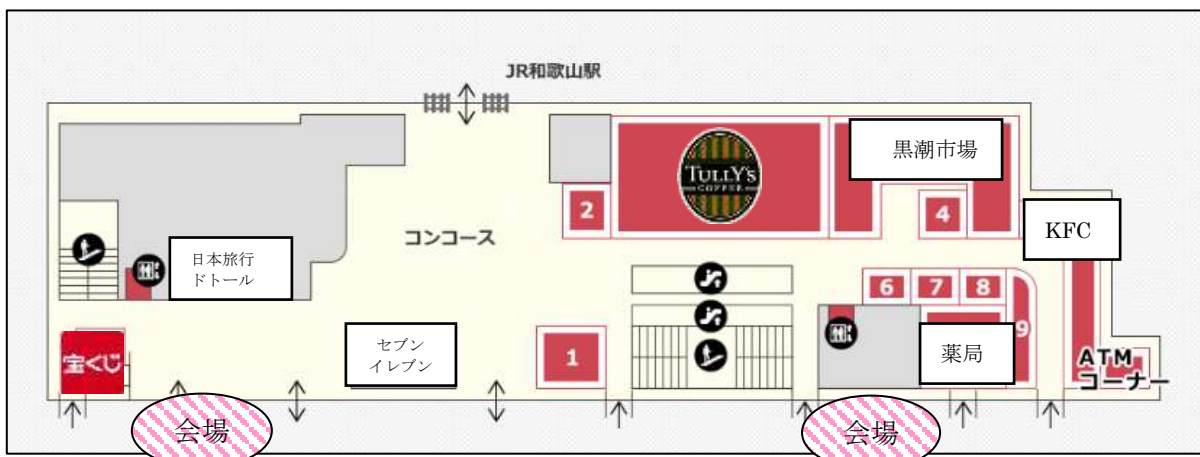 JR和歌山駅
TULLY'S
COFFEE
黒潮市場
2
4
KFC
コンコース
日本旅行
ドトール
6
7
8
9
宝くじ
セブン
イレブン
1
薬局
ATM
コーナー
会場
会場